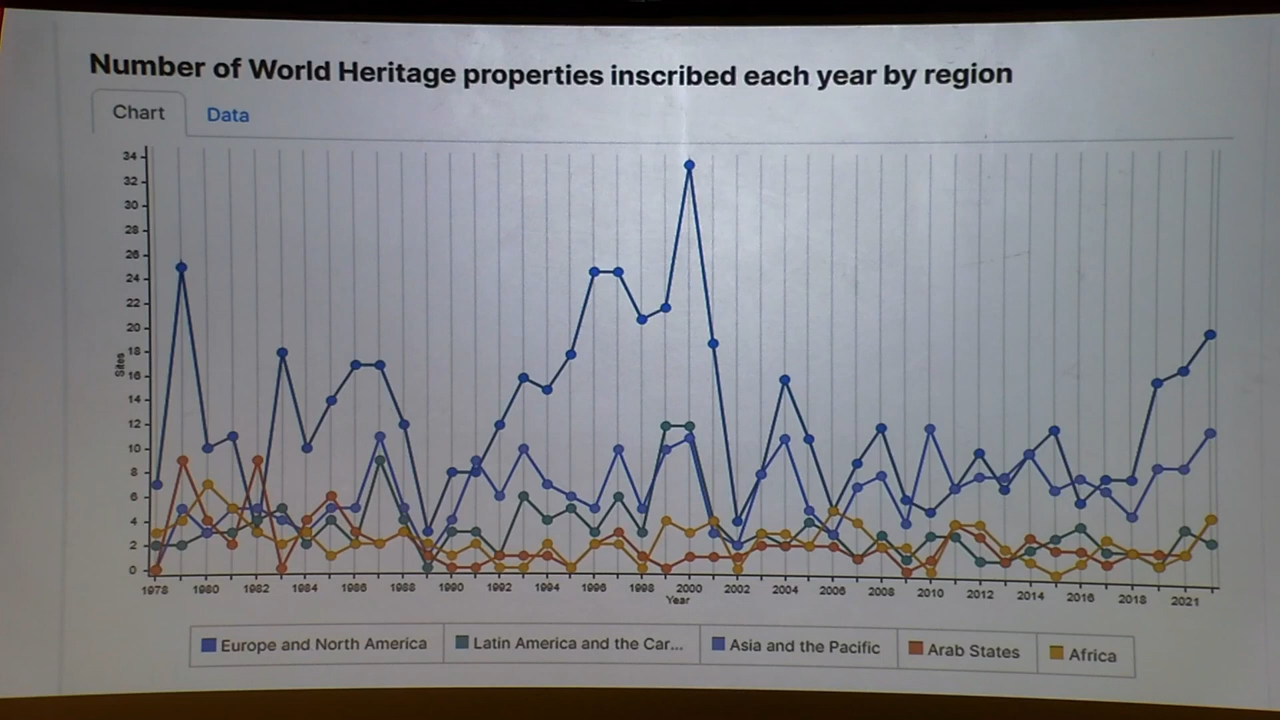 Number of World Heritage properties inscribed each year by region
Chart
Data
34
32
30
28
26
24
22
20
18
16
14
12
10
8
6
4
2
0
Sites
1978 1980 1982 1984 1986 1988 1990 1992 1994 1996 1998 2000 2002 2004 2006 2008 2010 2012 2014 2016 2018 2021
Year
Europe and North America
Latin America and the Car...
Asia and the Pacific
Arab States
Africa